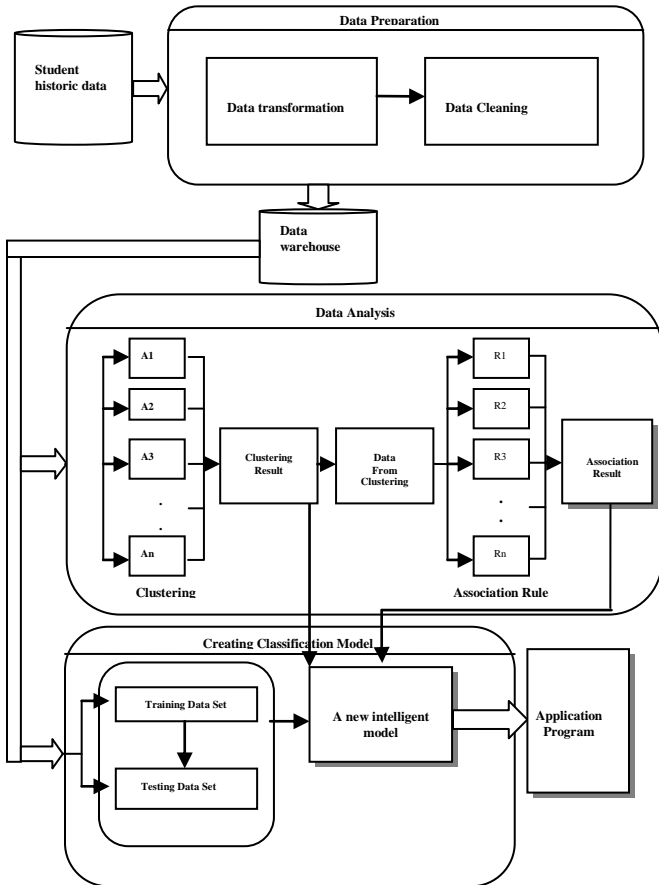 Data Preparation
Student
historic data
Data transformation
Data Cleaning
Data
warehouse
Data Analysis
A1
A2
A3
.
.
An
Clustering
Clustering
Result
Data
From
Clustering
R1
R2
R3
.
.
Rn
Association Rule
Association
Result
Creating Classification Model
Training Data Set
Testing Data Set
A new intelligent
model
Application
Program